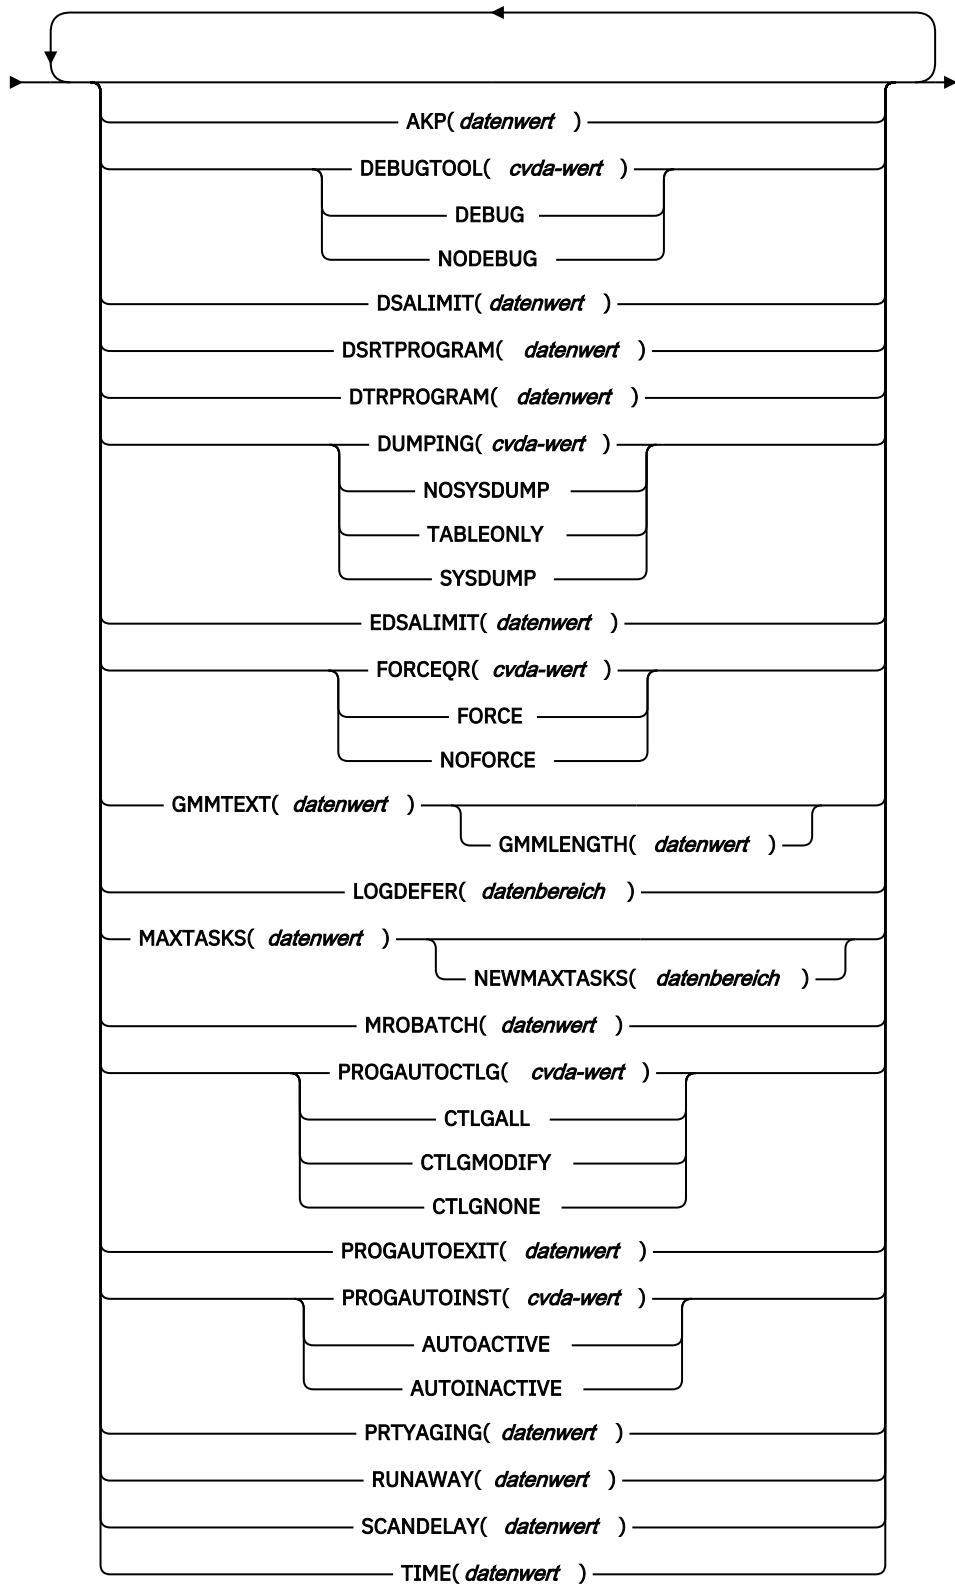 AKP( datenwert )
DEBUGTOOL( cvda-wert )
DEBUG
NODEBUG
DSALIMIT( datenwert )
DSRTPROGRAM( datenwert )
DTRPROGRAM( datenwert )
DUMPING( cvda-wert )
NOSYSDUMP
TABLEONLY
SYSDUMP
EDSALIMIT( datenwert )
FORCEQR( cvda-wert )
FORCE
NOFORCE
GMMTEXT( datenwert )
GMMLENGTH( datenwert )
LOGDEFER( datenbereich )
MAXTASKS( datenwert )
NEWMAXTASKS( datenbereich )
MROBATCH( datenwert )
PROGAUTOCTLG( cvda-wert )
CTLGALL
CTLGMODIFY
CTLGNONE
PROGAUTOEXIT( datenwert )
PROGAUTOINST( cvda-wert )
AUTOACTIVE
AUTOINACTIVE
PRTYAGING( datenwert )
RUNAWAY( datenwert )
SCANDELAY( datenwert )
TIME( datenwert )